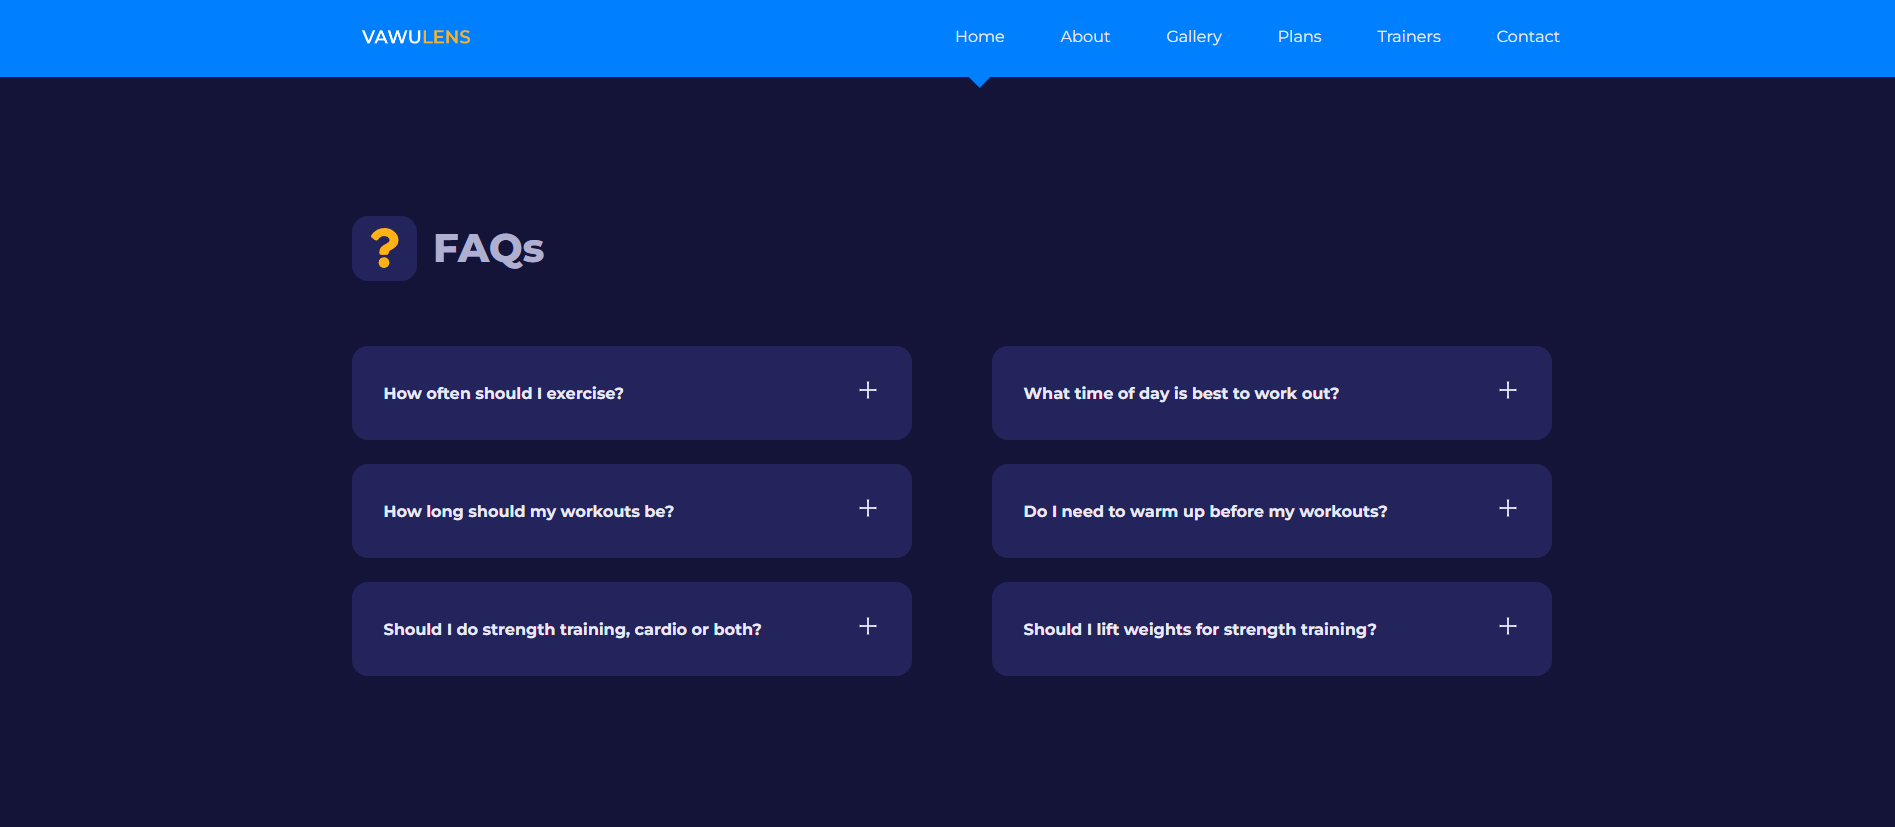 VAWULENS
Home About Gallery Plans Trainers Contact
? FAQs
How often should I exercise? +
What time of day is best to work out? +
How long should my workouts be? +
Do I need to warm up before my workouts? +
Should I do strength training, cardio or both? +
Should I lift weights for strength training? +